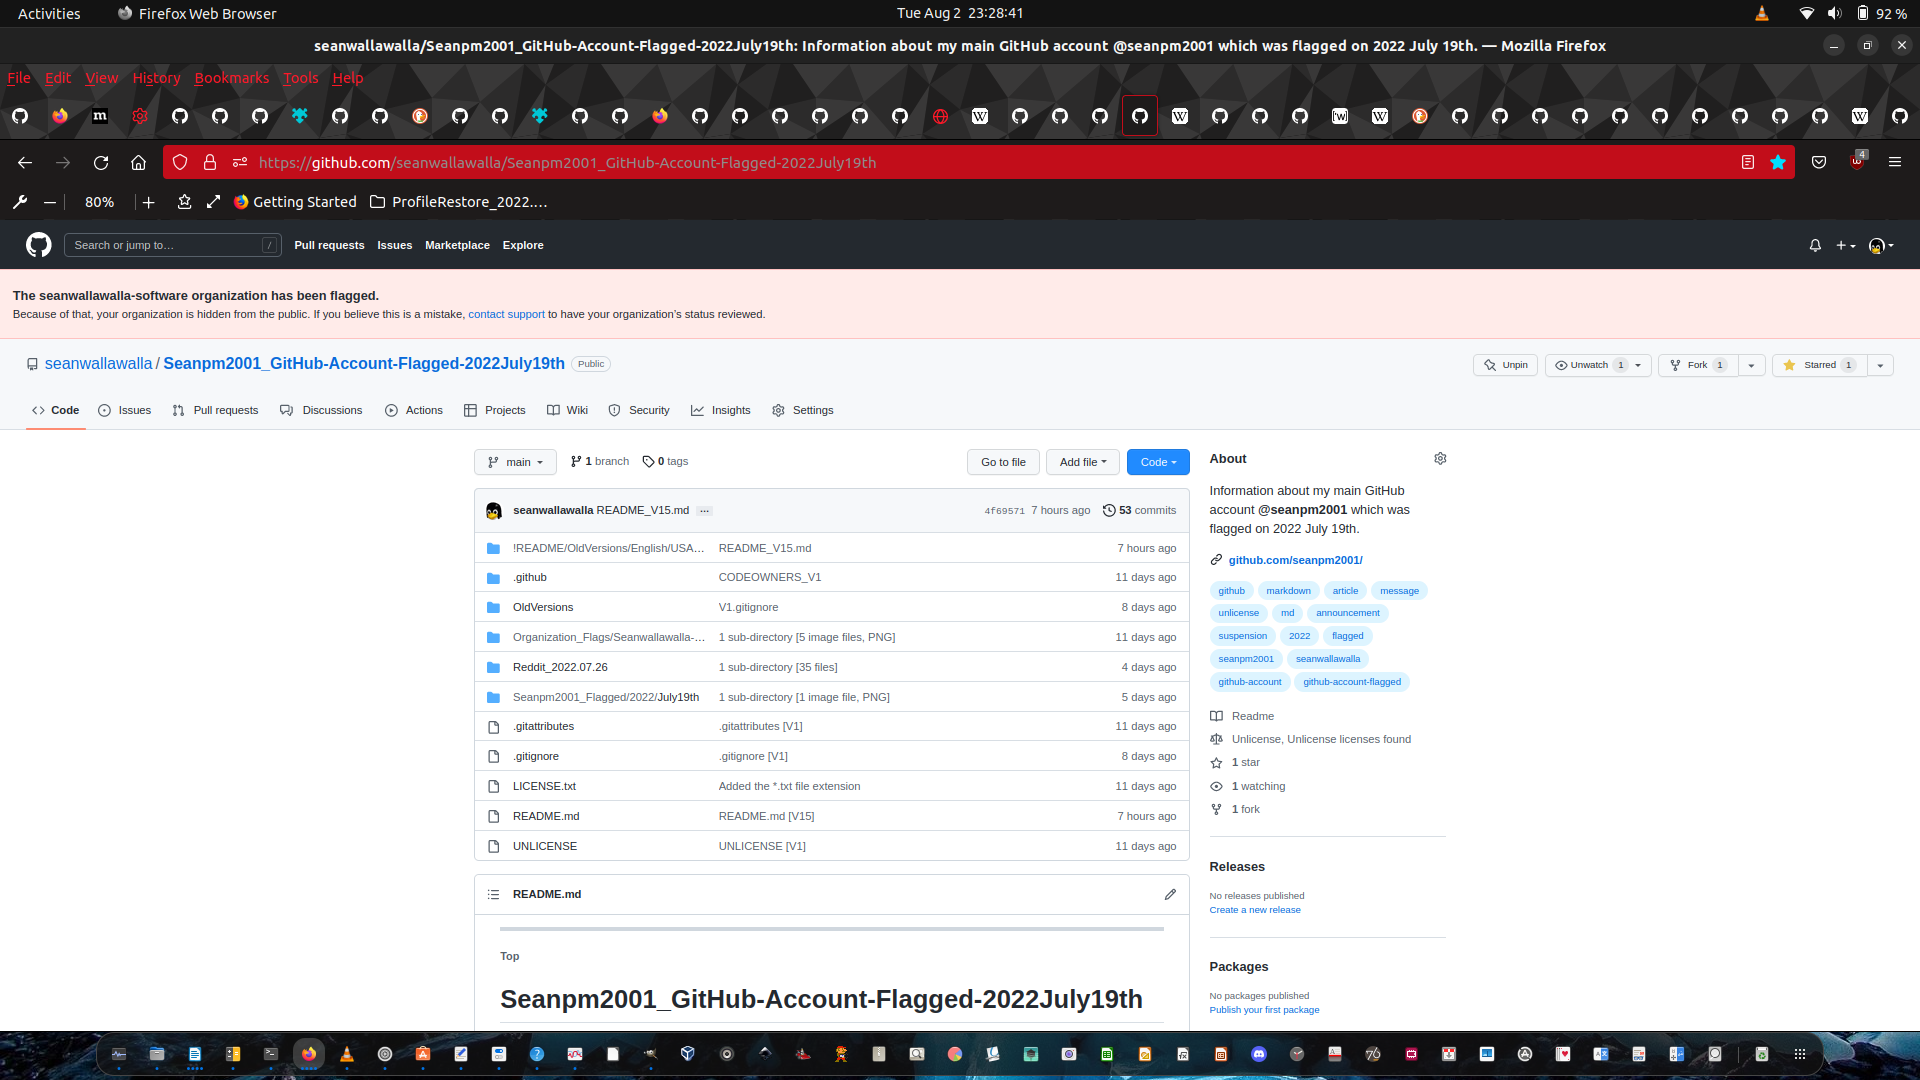 Activities
Firefox Web Browser
Tue Aug 2 23:28:41
92 %
seanwallawalla/Seanpm2001_GitHub-Account-Flagged-2022July19th: Information about my main GitHub account @seanpm2001 which was flagged on 2022 July 19th. — Mozilla Firefox
File Edit View History Bookmarks Tools Help
https://github.com/seanwallawalla/Seanpm2001_GitHub-Account-Flagged-2022July19th
4
80%
Getting Started
ProfileRestore_2022.…
Search or jump to…
/
Pull requests Issues Marketplace Explore
The seanwallawalla-software organization has been flagged.
Because of that, your organization is hidden from the public. If you believe this is a mistake, contact support to have your organization's status reviewed.
seanwallawalla / Seanpm2001_GitHub-Account-Flagged-2022July19th Public
Unpin
Unwatch 1
Fork 1
Starred 1
Code Issues Pull requests Discussions Actions Projects Wiki Security Insights Settings
main
1 branch
0 tags
Go to file
Add file
Code
seanwallawalla README_V15.md ...
4f69571 7 hours ago
53 commits
!README/OldVersions/English/USA… README_V15.md 7 hours ago
.github CODEOWNERS_V1 11 days ago
OldVersions V1.gitignore 8 days ago
Organization_Flags/Seanwallawalla-… 1 sub-directory [5 image files, PNG] 11 days ago
Reddit_2022.07.26 1 sub-directory [35 files] 4 days ago
Seanpm2001_Flagged/2022/July19th 1 sub-directory [1 image file, PNG] 5 days ago
.gitattributes .gitattributes [V1] 11 days ago
.gitignore .gitignore [V1] 8 days ago
LICENSE.txt Added the *.txt file extension 11 days ago
README.md README.md [V15] 7 hours ago
UNLICENSE UNLICENSE [V1] 11 days ago
README.md
Top
Seanpm2001_GitHub-Account-Flagged-2022July19th
About
Information about my main GitHub
account @seanpm2001 which was
flagged on 2022 July 19th.
github.com/seanpm2001/
github markdown article message
unlicense md announcement
suspension 2022 flagged
seanpm2001 seanwallawalla
github-account github-account-flagged
Readme
Unlicense, Unlicense licenses found
1 star
1 watching
1 fork
Releases
No releases published
Create a new release
Packages
No packages published
Publish your first package